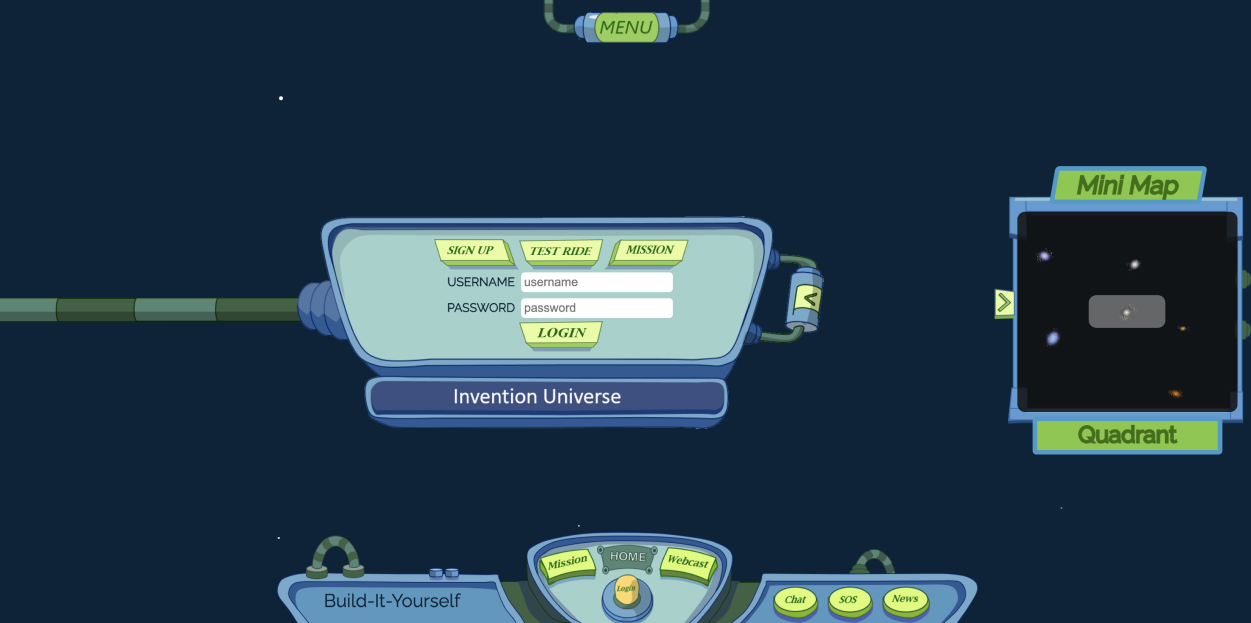 MENU
Mini Map
SIGN UP TEST RIDE MISSION
USERNAME username
PASSWORD password
LOGIN
<
>
Invention Universe
Quadrant
Mission HOME Webcast
Login
Build-It-Yourself
Chat SOS News